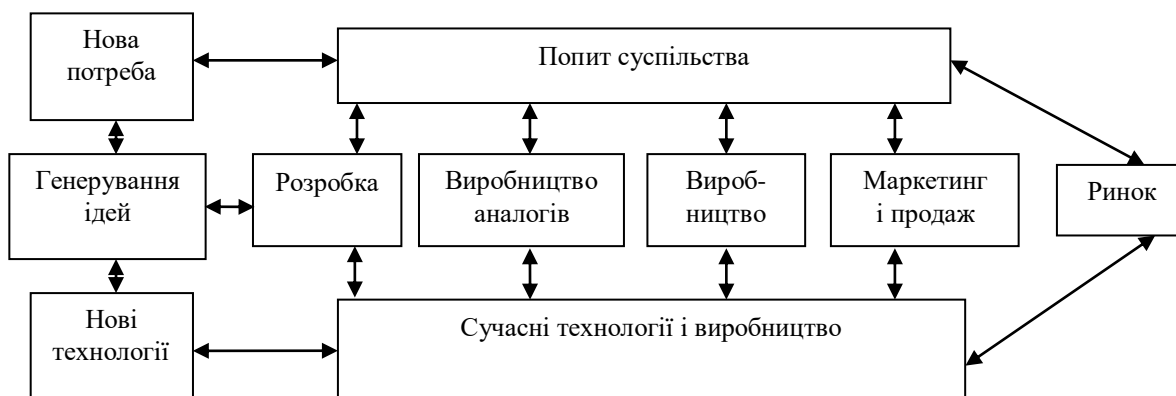 Нова
потреба
Попит суспільства
Генерування
ідей
Розробка
Виробництво
аналогів
Вироб-
ництво
Маркетинг
і продаж
Ринок
Нові
технології
Сучасні технології і виробництво